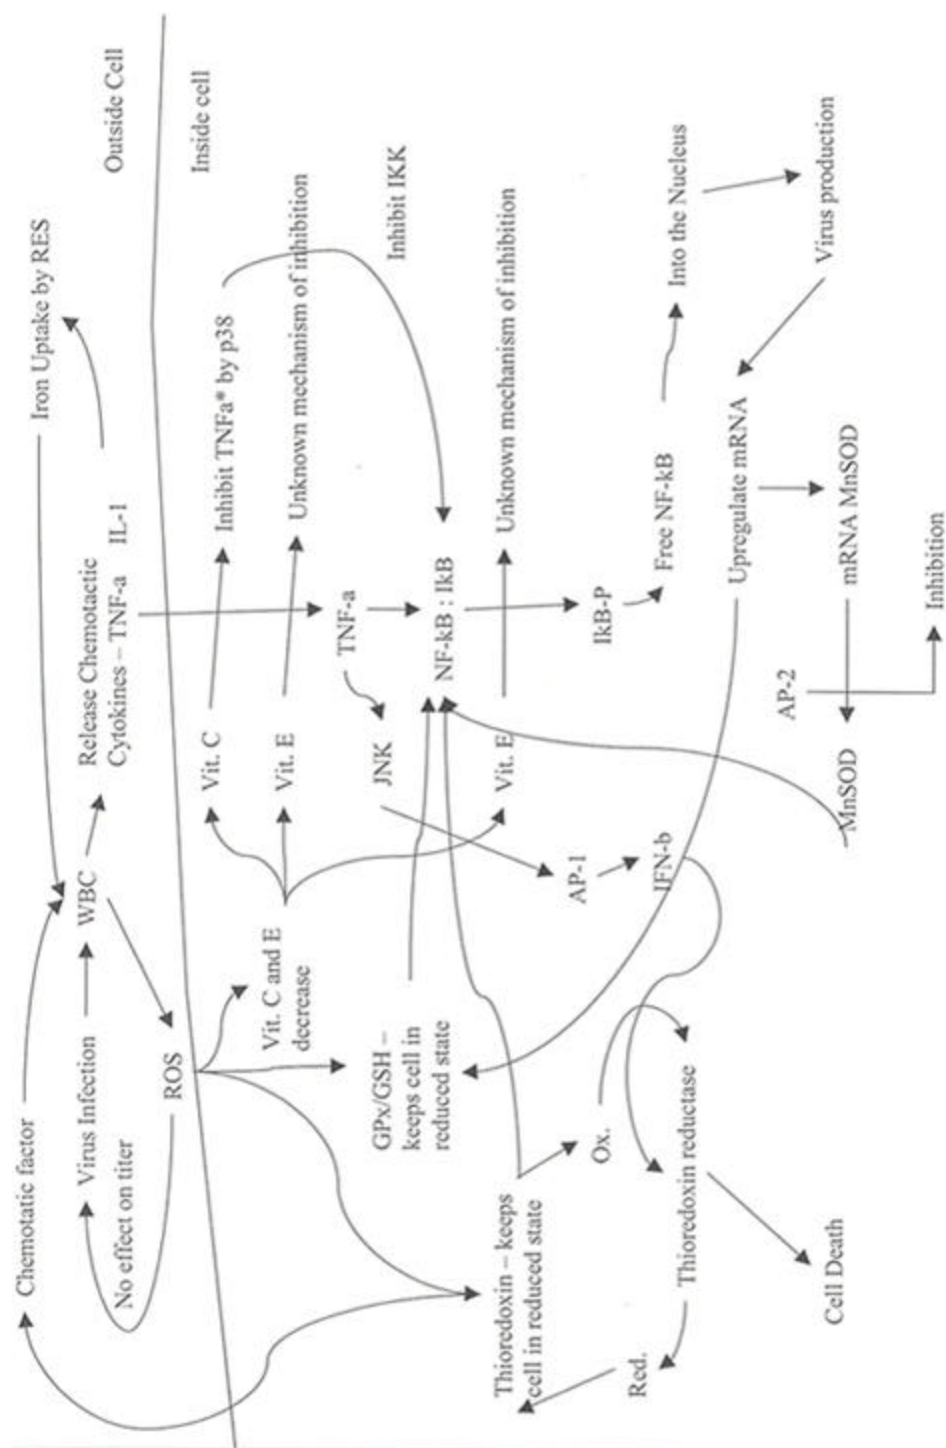 Outside Cell
Inside cell
Iron Uptake by RES
Chemotatic factor
Virus Infection
No effect on titer
WBC
Release Chemotactic
Cytokines – TNF-a   IL-1
ROS
Vit. C and E
decrease
Vit. C
Inhibit TNFa* by p38
Vit. E
Unknown mechanism of inhibition
TNF-a
JNK
Inhibit IKK
GPx/GSH –
keeps cell in
reduced state
NF-kB : IkB
Vit. E
Unknown mechanism of inhibition
Thioredoxin – keeps
cell in reduced state
AP-1
IkB-P
Ox.
IFN-b
Free NF-kB
Into the Nucleus
Red.
Thioredoxin reductase
Upregulate mRNA
Virus production
AP-2
Cell Death
MnSOD
mRNA MnSOD
Inhibition